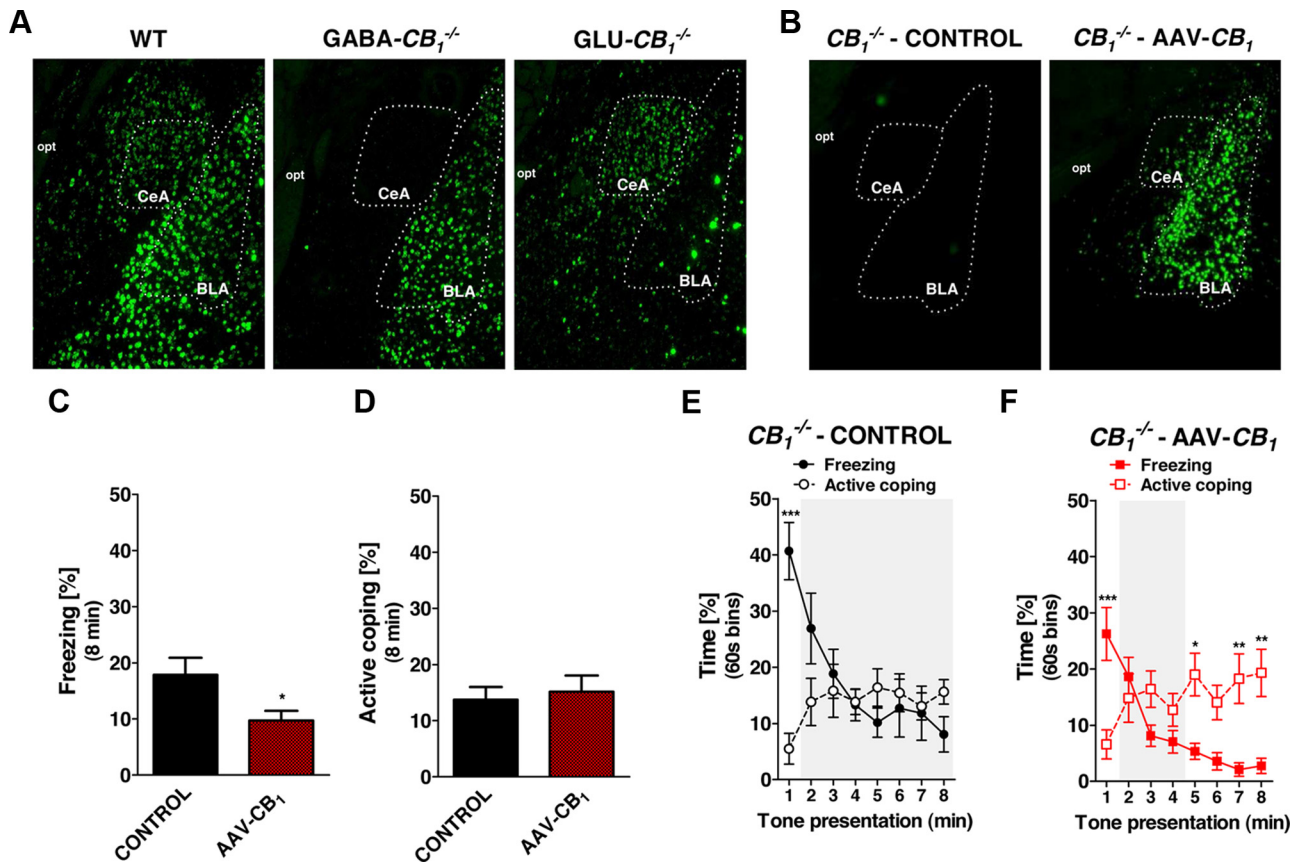 A
WT
GABA-CB₁⁻/⁻
GLU-CB₁⁻/⁻
opt
CeA
BLA
opt
CeA
BLA
opt
CeA
BLA
B
CB₁⁻/⁻ - CONTROL
CB₁⁻/⁻ - AAV-CB₁
opt
CeA
BLA
opt
CeA
BLA
C
Freezing [%]
(8 min)
50
40
30
20
10
0
*
CONTROL
AAV-CB₁
D
Active coping [%]
(8 min)
50
40
30
20
10
0
CONTROL
AAV-CB₁
E
CB₁⁻/⁻ - CONTROL
Freezing
Active coping
Time [%]
(60s bins)
50
40
30
20
10
0
***
1 2 3 4 5 6 7 8
Tone presentation (min)
F
CB₁⁻/⁻ - AAV-CB₁
Freezing
Active coping
Time [%]
(60s bins)
50
40
30
20
10
0
*** * ** **
1 2 3 4 5 6 7 8
Tone presentation (min)